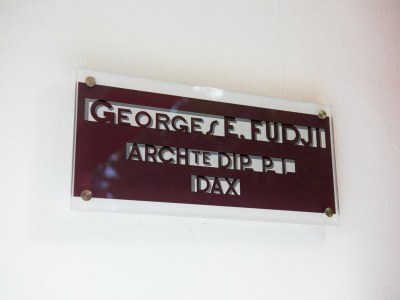 GEORGES E. FUDJI
ARCHTE DIP. P. I
DAX